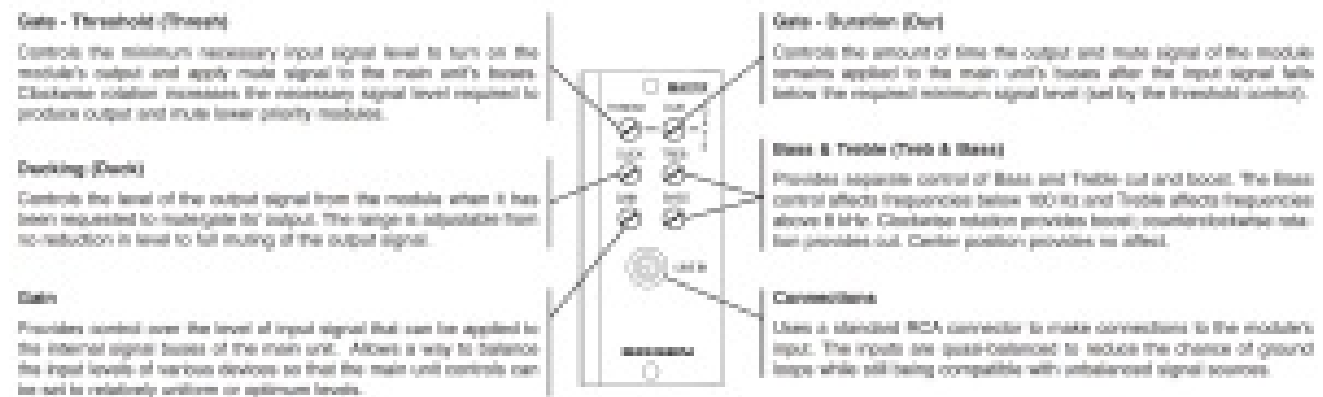 Gate - Threshold (Thresh)
Controls the minimum necessary input signal level to turn on the
module's output and apply mute signal to the main unit's buses.
Clockwise rotation increases the necessary signal level required to
produce output and mute lower priority modules.
Ducking (Duck)
Controls the level of the output signal from the module when it has
been requested to mute/gate its' output. The range is adjustable from
no reduction in level to full muting of the output signal.
Gain
Provides control over the level of input signal that can be applied to
the internal signal buses of the main unit. Allows a way to balance
the input levels of various devices so that the main unit controls can
be set to relatively uniform or optimum levels.
Gate - Duration (Dur)
Controls the amount of time the output and mute signal of the module
remains applied to the main unit's buses after the input signal falls
below the required minimum signal level (set by the threshold control).
Bass & Treble (Treb & Bass)
Provides separate control of Bass and Treble cut and boost. The Bass
control affects frequencies below 100 Hz and Treble affects frequencies
above 8 kHz. Clockwise rotation provides boost; counterclockwise rota-
tion provides cut. Center position provides no affect.
Connections
Uses a standard RCA connector to make connections to the module's
input. The inputs are quasi-balanced to reduce the chance of ground
loops while still being compatible with unbalanced signal sources.